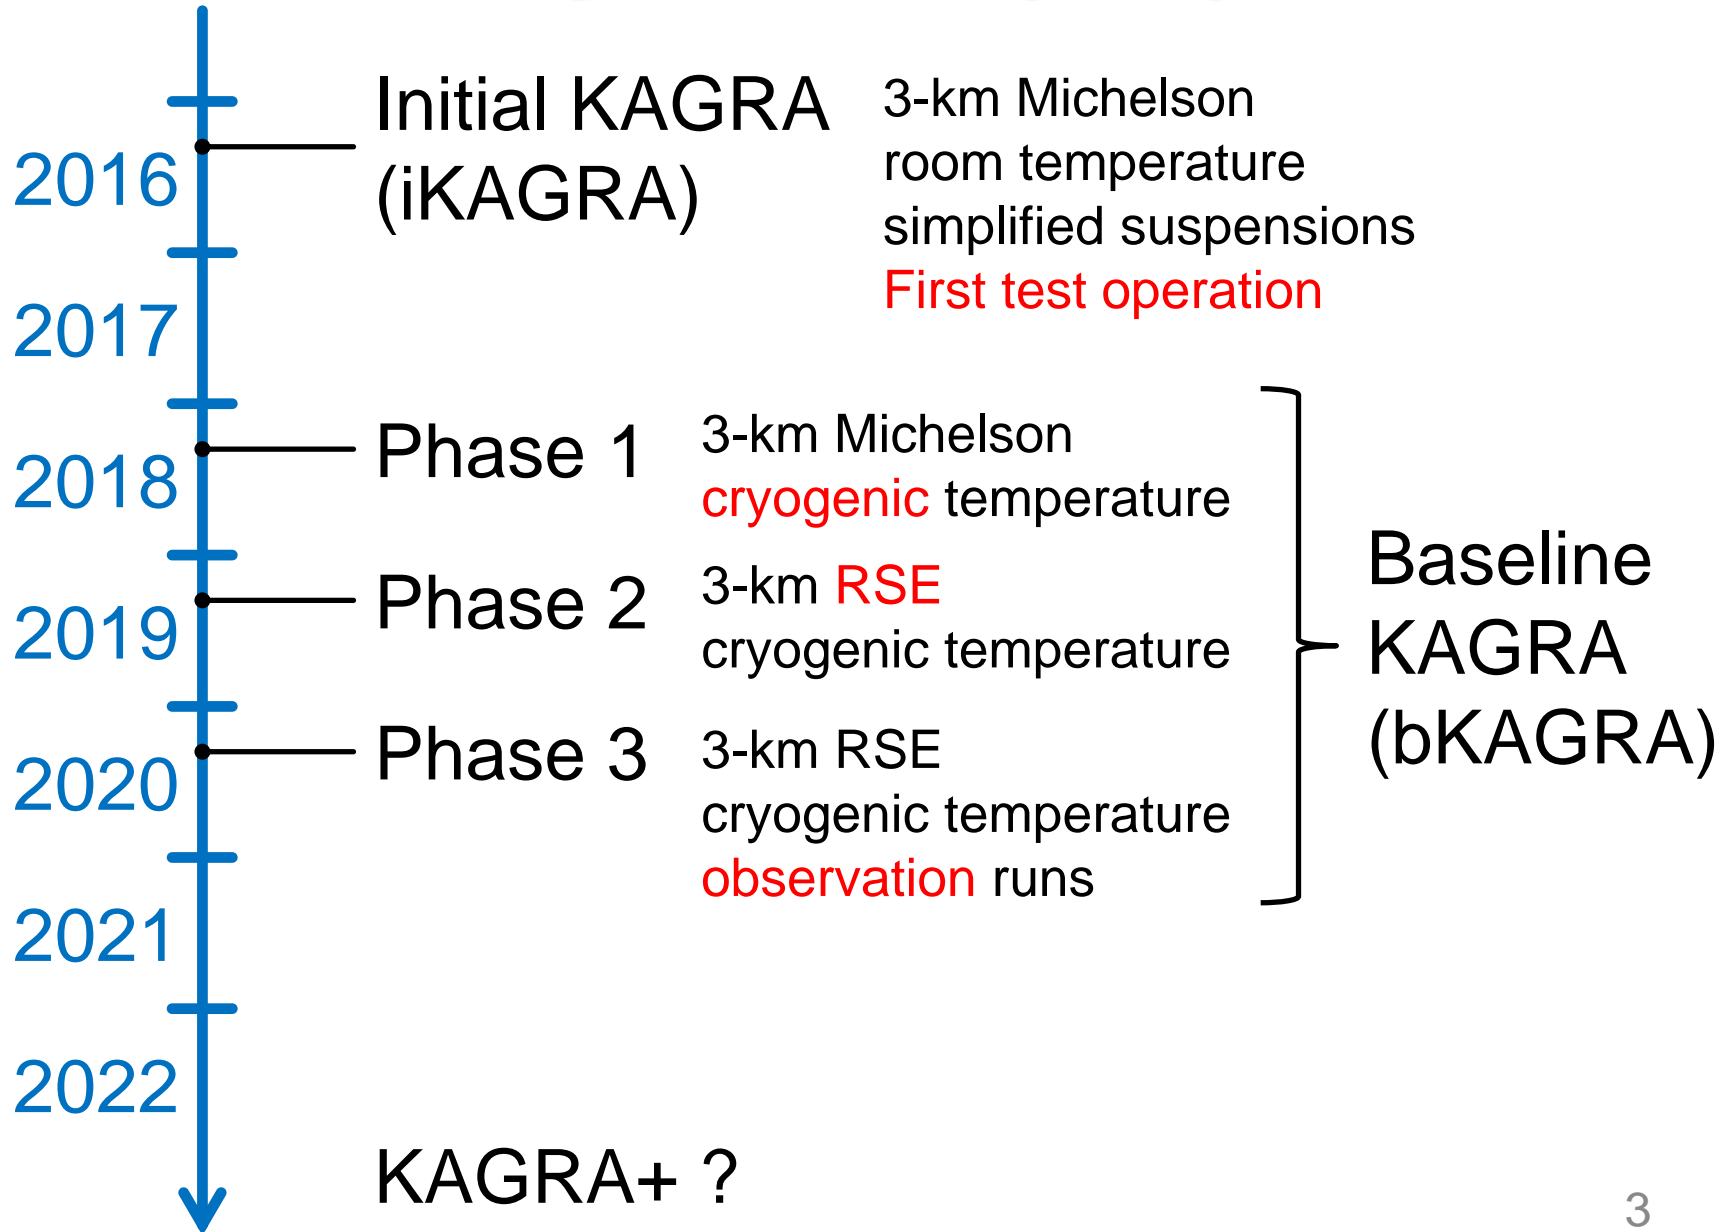 2016
Initial KAGRA
(iKAGRA)
3-km Michelson
room temperature
simplified suspensions
First test operation
2017
2018
Phase 1
3-km Michelson
cryogenic temperature
2019
Phase 2
3-km RSE
cryogenic temperature
2020
Phase 3
3-km RSE
cryogenic temperature
observation runs
Baseline
KAGRA
(bKAGRA)
2021
2022
KAGRA+ ?
3